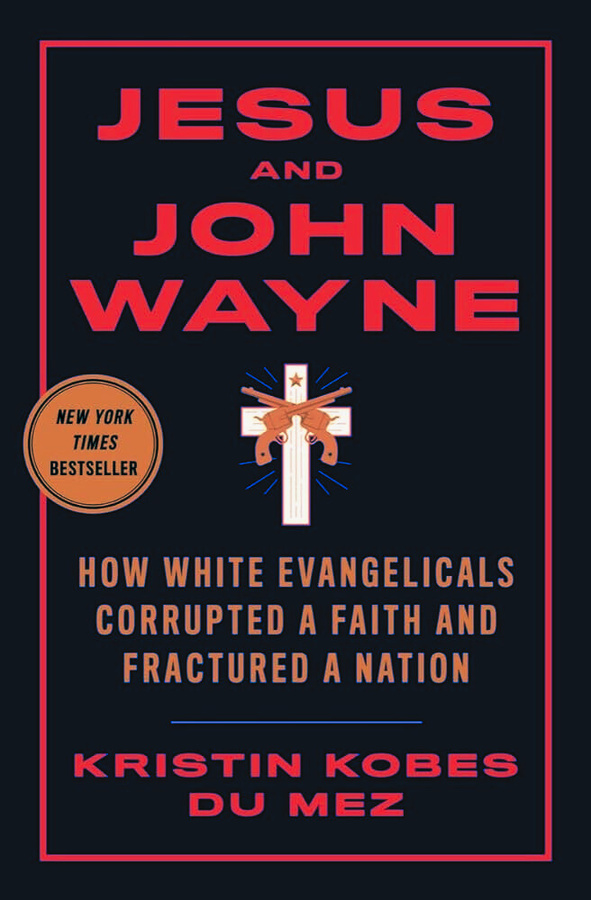 JESUS
AND
JOHN
WAYNE
NEW YORK
TIMES
BESTSELLER
HOW WHITE EVANGELICALS
CORRUPTED A FAITH AND
FRACTURED A NATION
KRISTIN KOBES
DU MEZ